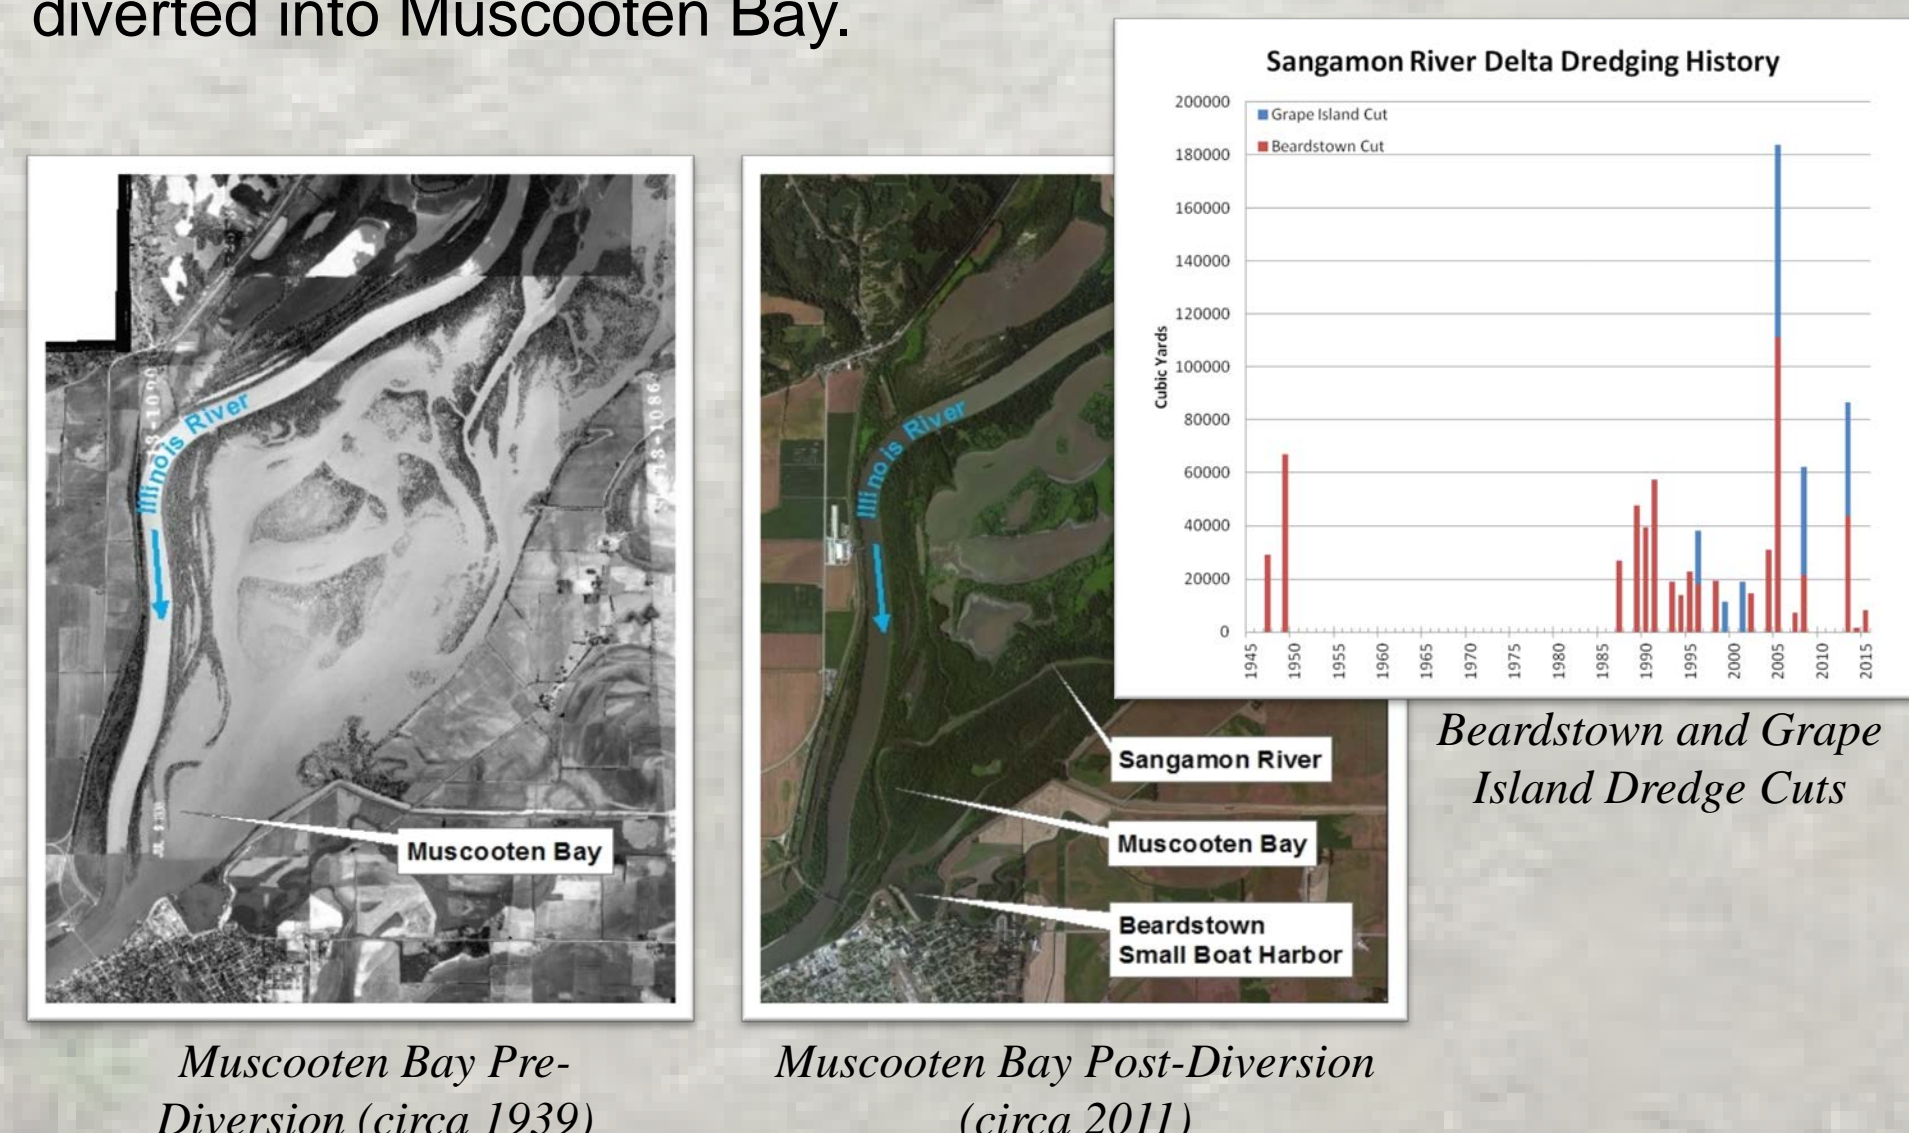 diverted into Muscooten Bay.
Sangamon River Delta Dredging History
Grape Island Cut
Beardstown Cut
Cubic Yards
200000
180000
160000
140000
120000
100000
80000
60000
40000
20000
0
1945
1950
1955
1960
1965
1970
1975
1980
1985
1990
1995
2000
2005
2010
2015
Beardstown and Grape
Island Dredge Cuts
Illinois River
13-1086
Muscooten Bay
Muscooten Bay Pre-
Diversion (circa 1939)
Illinois River
Sangamon River
Muscooten Bay
Beardstown
Small Boat Harbor
Muscooten Bay Post-Diversion
(circa 2011)